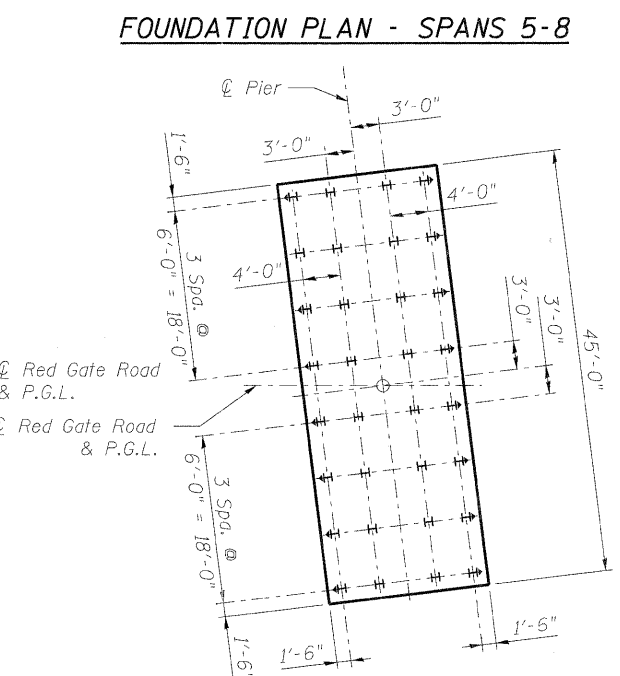 FOUNDATION PLAN - SPANS 5-8
℄ Pier
3'-0"
3'-0"
1'-6"
4'-0"
3 Spa. @
6'-0" = 18'-0"
4'-0"
3'-0"
3'-0"
45'-0"
℄ Red Gate Road
& P.G.L.
℄ Red Gate Road
& P.G.L.
3 Spa. @
6'-0" = 18'-0"
1'-6"
1'-6"
1'-6"